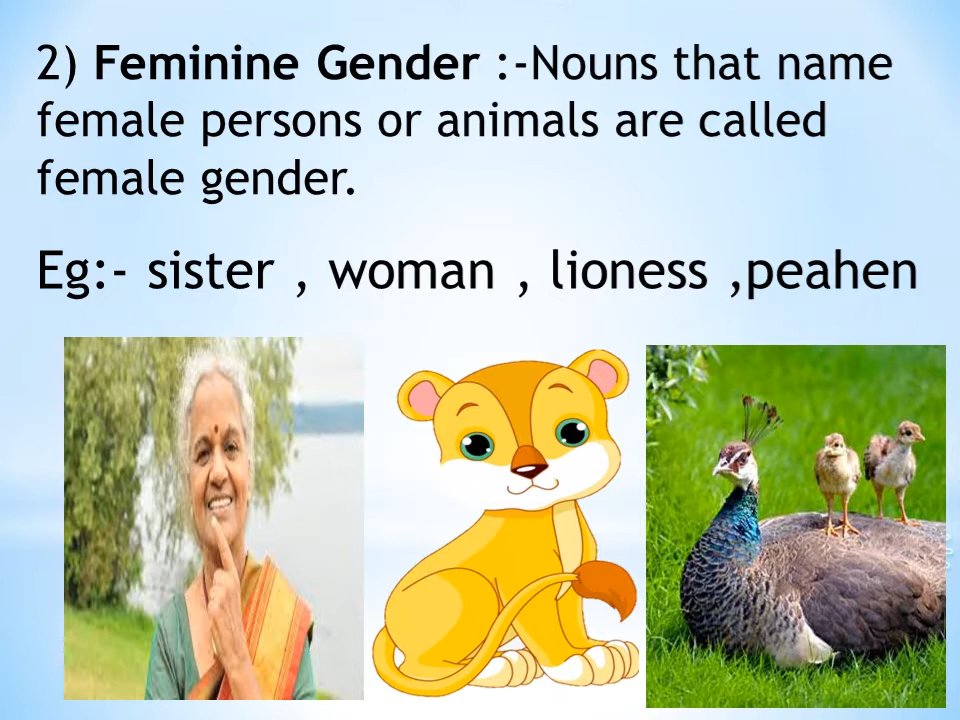 2) Feminine Gender :-Nouns that name
female persons or animals are called
female gender.
Eg:- sister , woman , lioness ,peahen